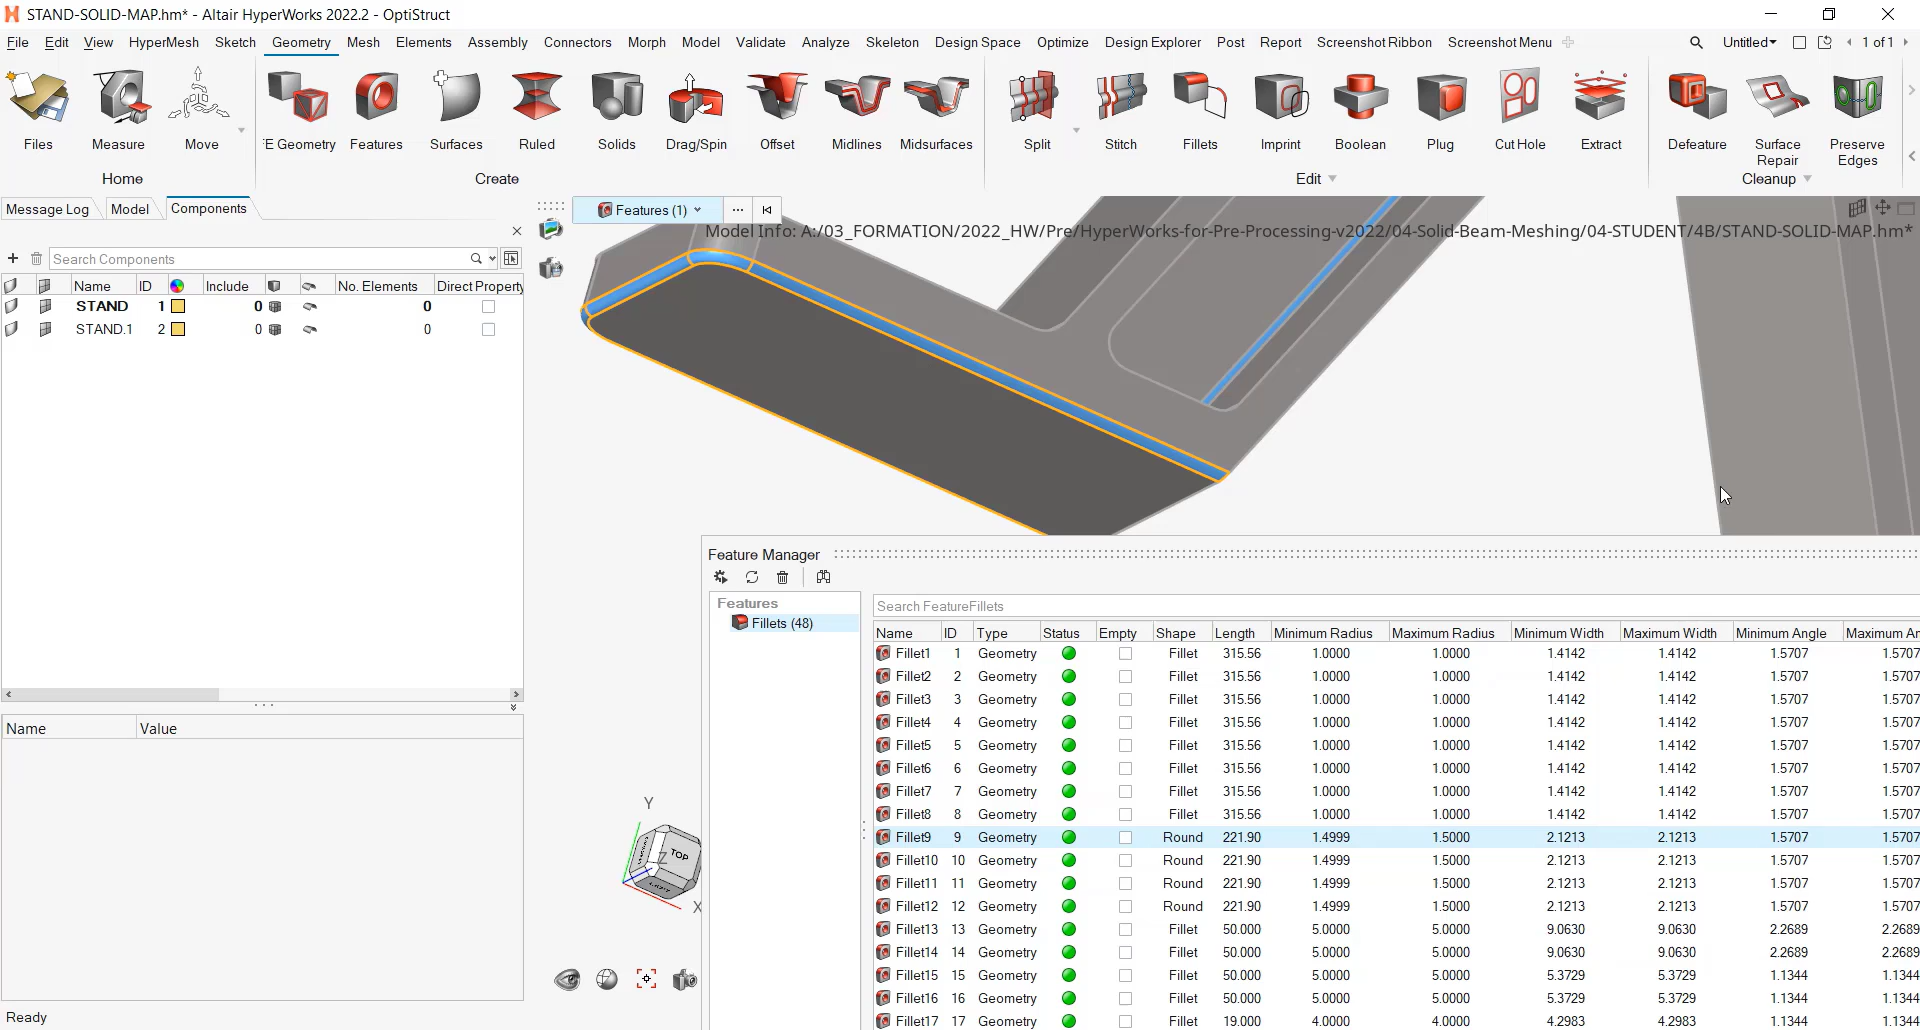 STAND-SOLID-MAP.hm* - Altair HyperWorks 2022.2 - OptiStruct
File Edit View HyperMesh Sketch Geometry Mesh Elements Assembly Connectors Morph Model Validate Analyze Skeleton Design Space Optimize Design Explorer Post Report Screenshot Ribbon Screenshot Menu Untitled 1 of 1
Files Measure Move E Geometry Features Surfaces Ruled Solids Drag/Spin Offset Midlines Midsurfaces Split Stitch Fillets Imprint Boolean Plug Cut Hole Extract Defeature Surface Repair Preserve Edges
Home Create Edit Cleanup
Message Log Model Components
Features (1) ...
Model Info: A:/03_FORMATION/2022_HW/Pre/HyperWorks-for-Pre-Processing-v2022/04-Solid-Beam-Meshing/04-STUDENT/4B/STAND-SOLID-MAP.hm*
Search Components
Name ID Include No. Elements Direct Property
STAND 1 0 0
STAND.1 2 0 0
Name Value
Y
TOP
Z
X
Feature Manager
Features
Fillets (48)
Search FeatureFillets
Name ID Type Status Empty Shape Length Minimum Radius Maximum Radius Minimum Width Maximum Width Minimum Angle Maximum An
Fillet1 1 Geometry Fillet 315.56 1.0000 1.0000 1.4142 1.4142 1.5707 1.5707
Fillet2 2 Geometry Fillet 315.56 1.0000 1.0000 1.4142 1.4142 1.5707 1.5707
Fillet3 3 Geometry Fillet 315.56 1.0000 1.0000 1.4142 1.4142 1.5707 1.5707
Fillet4 4 Geometry Fillet 315.56 1.0000 1.0000 1.4142 1.4142 1.5707 1.5707
Fillet5 5 Geometry Fillet 315.56 1.0000 1.0000 1.4142 1.4142 1.5707 1.5707
Fillet6 6 Geometry Fillet 315.56 1.0000 1.0000 1.4142 1.4142 1.5707 1.5707
Fillet7 7 Geometry Fillet 315.56 1.0000 1.0000 1.4142 1.4142 1.5707 1.5707
Fillet8 8 Geometry Fillet 315.56 1.0000 1.0000 1.4142 1.4142 1.5707 1.5707
Fillet9 9 Geometry Round 221.90 1.4999 1.5000 2.1213 2.1213 1.5707 1.5707
Fillet10 10 Geometry Round 221.90 1.4999 1.5000 2.1213 2.1213 1.5707 1.5707
Fillet11 11 Geometry Round 221.90 1.4999 1.5000 2.1213 2.1213 1.5707 1.5707
Fillet12 12 Geometry Round 221.90 1.4999 1.5000 2.1213 2.1213 1.5707 1.5707
Fillet13 13 Geometry Fillet 50.000 5.0000 5.0000 9.0630 9.0630 2.2689 2.2689
Fillet14 14 Geometry Fillet 50.000 5.0000 5.0000 9.0630 9.0630 2.2689 2.2689
Fillet15 15 Geometry Fillet 50.000 5.0000 5.0000 5.3729 5.3729 1.1344 1.1344
Fillet16 16 Geometry Fillet 50.000 5.0000 5.0000 5.3729 5.3729 1.1344 1.1344
Fillet17 17 Geometry Fillet 19.000 4.0000 4.0000 4.2983 4.2983 1.1344 1.1344
Ready